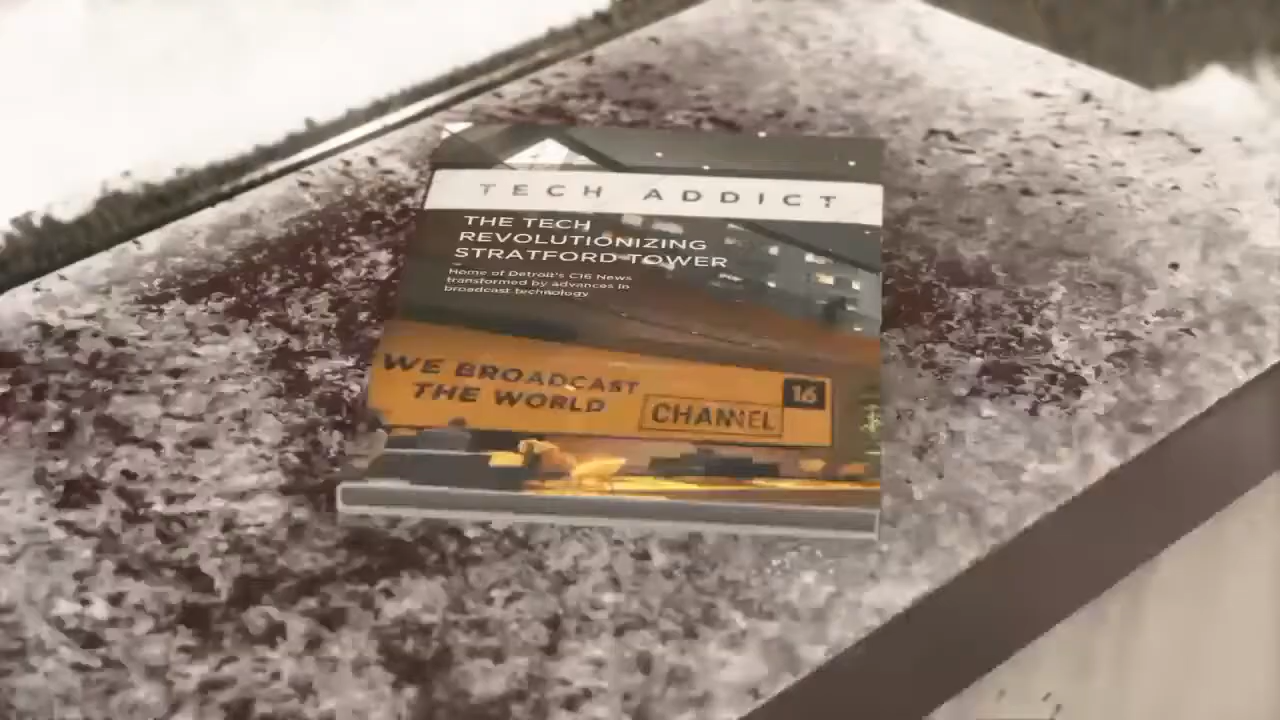 TECH ADDICT
THE TECH
REVOLUTIONIZING
STRATFORD TOWER
Home of Detroit's C16 News
transformed by advances in
broadcast technology
WE BROADCAST
THE WORLD
CHANNEL
16